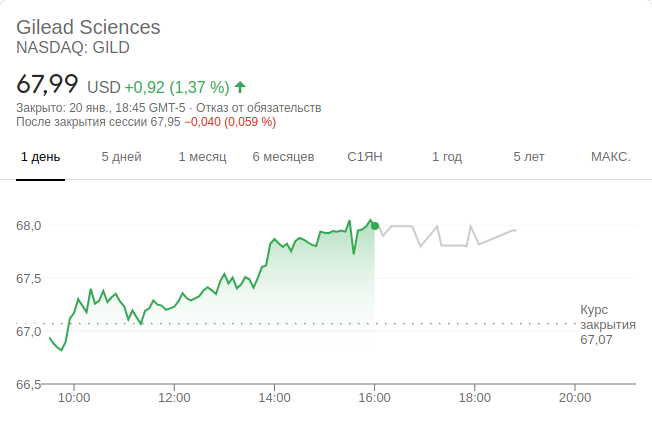 Gilead Sciences
NASDAQ: GILD
67,99 USD +0,92 (1,37 %)
Закрыто: 20 янв., 18:45 GMT-5 · Отказ от обязательств
После закрытия сессии 67,95 −0,040 (0,059 %)
1 день 5 дней 1 месяц 6 месяцев С1ЯН 1 год 5 лет МАКС.
68,0
67,5
67,0
66,5
Курс
закрытия
67,07
10:00 12:00 14:00 16:00 18:00 20:00